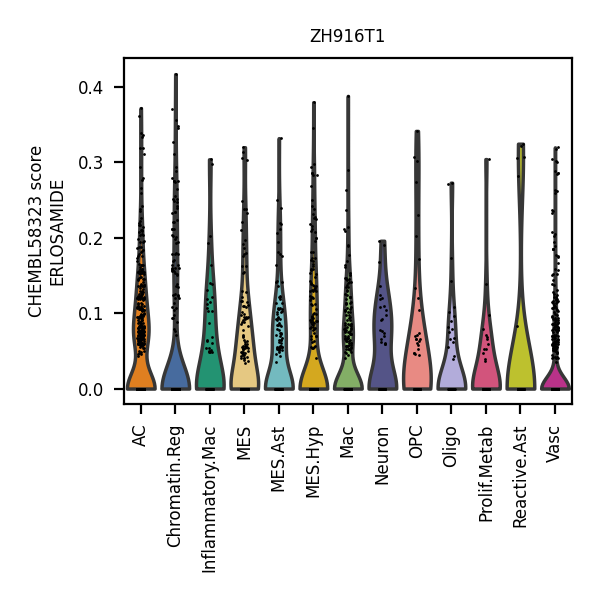 ZH916T1
CHEMBL58323 score
ERLOSAMIDE
0.4
0.3
0.2
0.1
0.0
AC
Chromatin.Reg
Inflammatory.Mac
MES
MES.Ast
MES.Hyp
Mac
Neuron
OPC
Oligo
Prolif.Metab
Reactive.Ast
Vasc